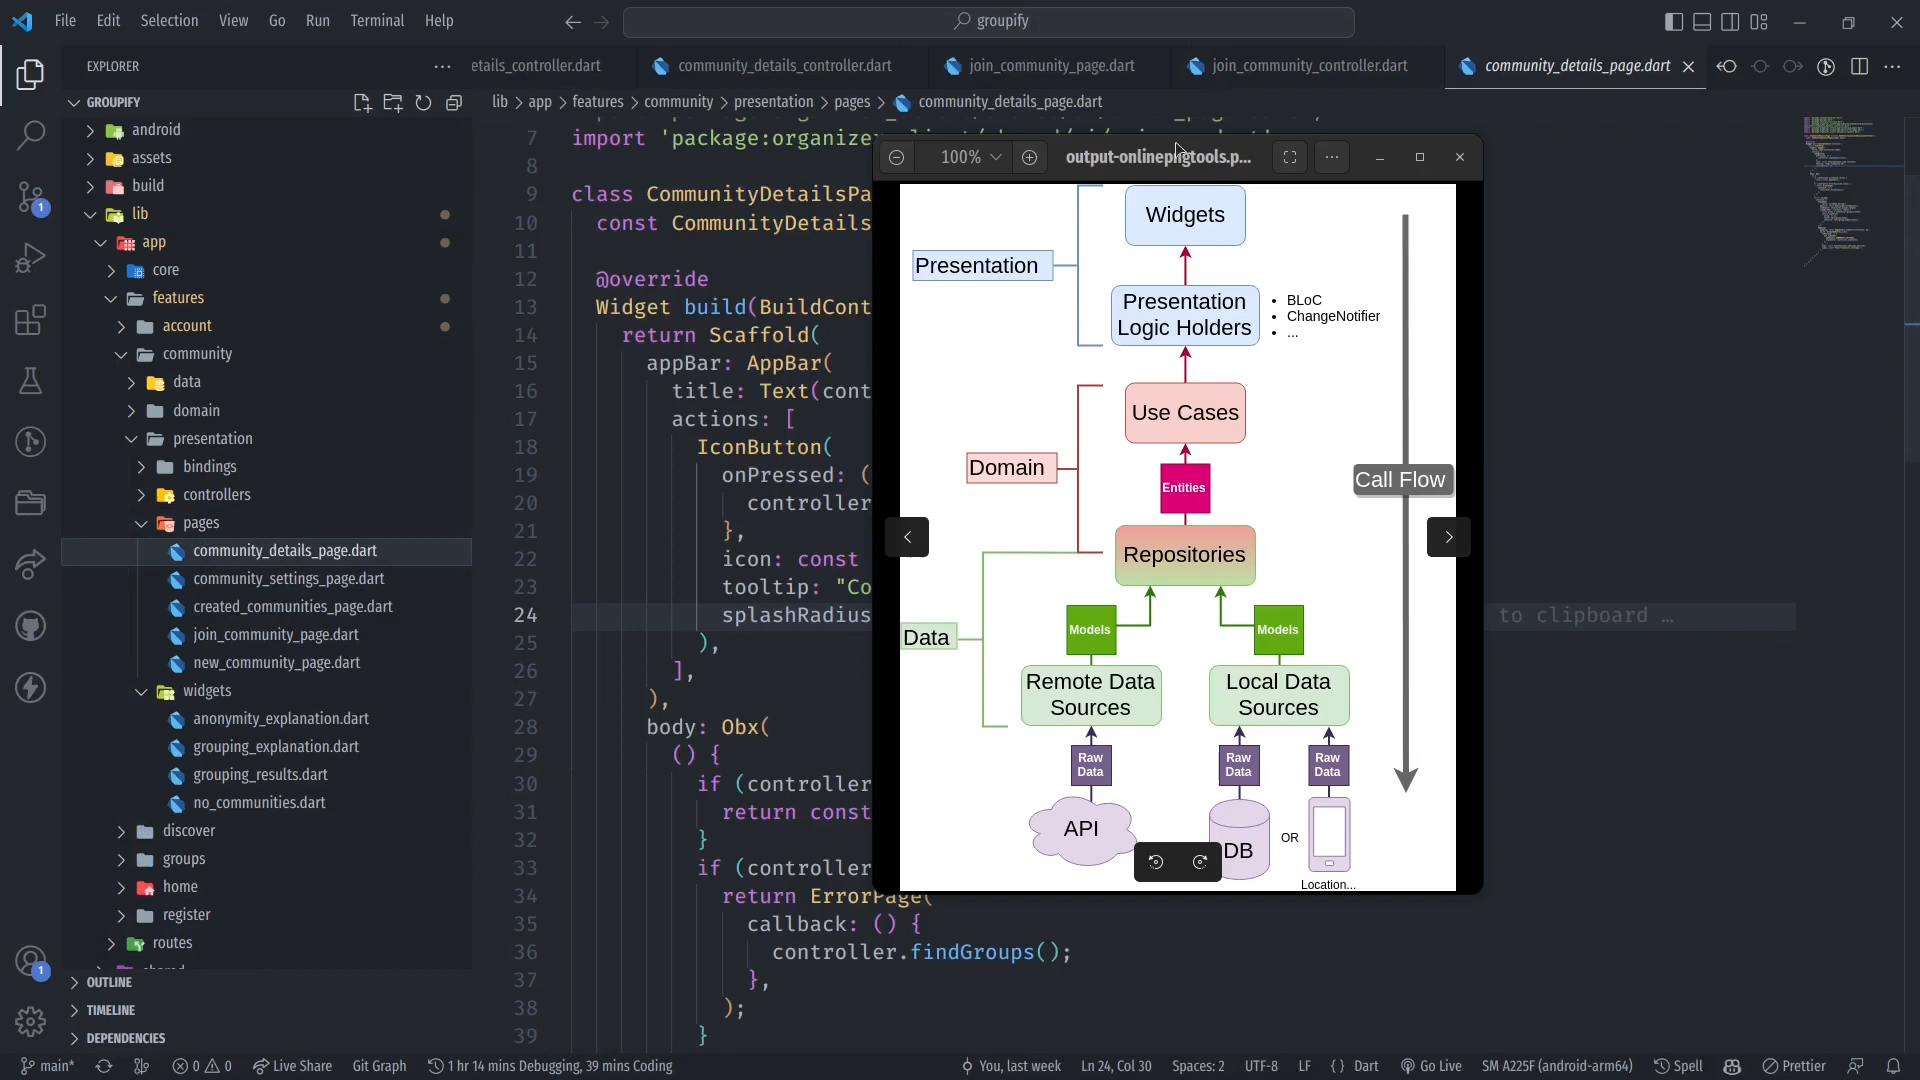 File Edit Selection View Go Run Terminal Help
groupify
EXPLORER
etails_controller.dart
community_details_controller.dart
join_community_page.dart
join_community_controller.dart
community_details_page.dart
GROUPIFY
lib > app > features > community > presentation > pages > community_details_page.dart
android
assets
build
lib
app
core
features
account
community
data
domain
presentation
bindings
controllers
pages
community_details_page.dart
community_settings_page.dart
created_communities_page.dart
join_community_page.dart
new_community_page.dart
widgets
anonymity_explanation.dart
grouping_explanation.dart
grouping_results.dart
no_communities.dart
discover
groups
home
register
routes
OUTLINE
TIMELINE
DEPENDENCIES
1
1
7 import 'package:organizer
8
9 class CommunityDetailsPa
10 const CommunityDetails
11
12 @override
13 Widget build(BuildCont
14 return Scaffold(
15 appBar: AppBar(
16 title: Text(cont
17 actions: [
18 IconButton(
19 onPressed: (
20 controller
21 },
22 icon: const
23 tooltip: "Co
24 splashRadius
to clipboard …
25 ),
26 ],
27 ),
28 body: Obx(
29 () {
30 if (controller
31 return const
32 }
33 if (controller
34 return ErrorPage(
35 callback: () {
36 controller.findGroups();
37 },
38 );
39 }
100%
output-onlinepngtools.p...
Widgets
Presentation
Presentation
Logic Holders
• BLoC
• ChangeNotifier
• ...
Use Cases
Domain
Entities
Call Flow
Repositories
Models
Models
Data
Remote Data
Sources
Local Data
Sources
Raw
Data
Raw
Data
Raw
Data
API
DB
OR
Location...
main*
0 0
Live Share
Git Graph
1 hr 14 mins Debugging, 39 mins Coding
You, last week
Ln 24, Col 30
Spaces: 2
UTF-8
LF
{ } Dart
Go Live
SM A225F (android-arm64)
Spell
Prettier